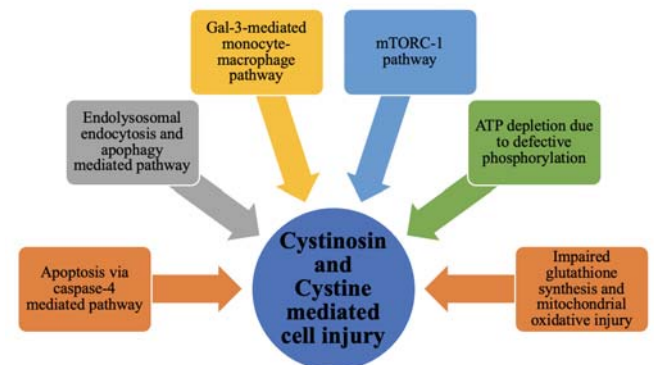 Gal-3-mediated
monocyte-
macrophage
pathway
mTORC-1
pathway
Endolysosomal
endocytosis and
apophagy
mediated pathway
ATP depletion due
to defective
phosphorylation
Apoptosis via
caspase-4
mediated pathway
Cystinosin
and
Cystine
mediated
cell injury
Impaired
glutathione
synthesis and
mitochondrial
oxidative injury